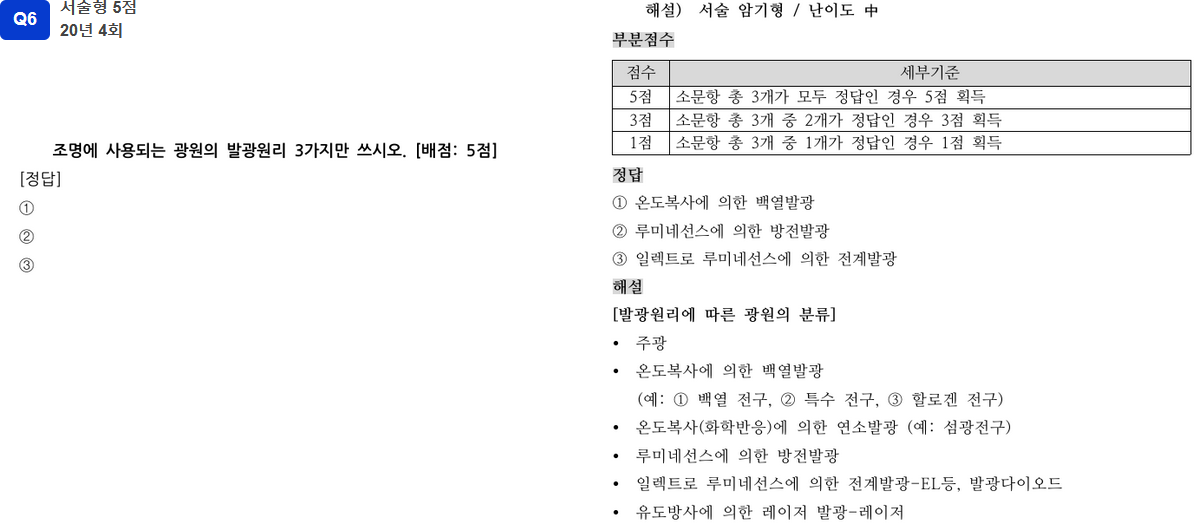 Q6
서술형 5점
20년 4회
조명에 사용되는 광원의 발광원리 3가지만 쓰시오. [배점: 5점]
[정답]
①
②
③
해설) 서술 암기형 / 난이도 中
부분점수
점수 세부기준
5점 소문항 총 3개가 모두 정답인 경우 5점 획득
3점 소문항 총 3개 중 2개가 정답인 경우 3점 획득
1점 소문항 총 3개 중 1개가 정답인 경우 1점 획득
정답
① 온도복사에 의한 백열발광
② 루미네선스에 의한 방전발광
③ 일렉트로 루미네선스에 의한 전계발광
해설
[발광원리에 따른 광원의 분류]
• 주광
• 온도복사에 의한 백열발광
(예: ① 백열 전구, ② 특수 전구, ③ 할로겐 전구)
• 온도복사(화학반응)에 의한 연소발광 (예: 섬광전구)
• 루미네선스에 의한 방전발광
• 일렉트로 루미네선스에 의한 전계발광-EL등, 발광다이오드
• 유도방사에 의한 레이저 발광-레이저